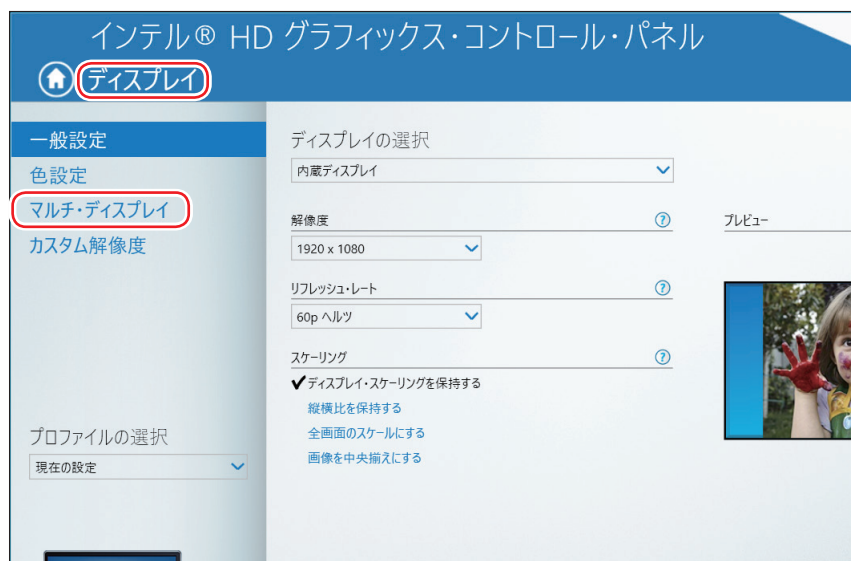 インテル® HD グラフィックス・コントロール・パネル
ディスプレイ
一般設定
色設定
マルチ・ディスプレイ
カスタム解像度
プロファイルの選択
現在の設定
ディスプレイの選択
内蔵ディスプレイ
解像度
?
1920 x 1080
リフレッシュ・レート
?
60p ヘルツ
スケーリング
?
✔ディスプレイ・スケーリングを保持する
縦横比を保持する
全画面のスケールにする
画像を中央揃えにする
プレビュー